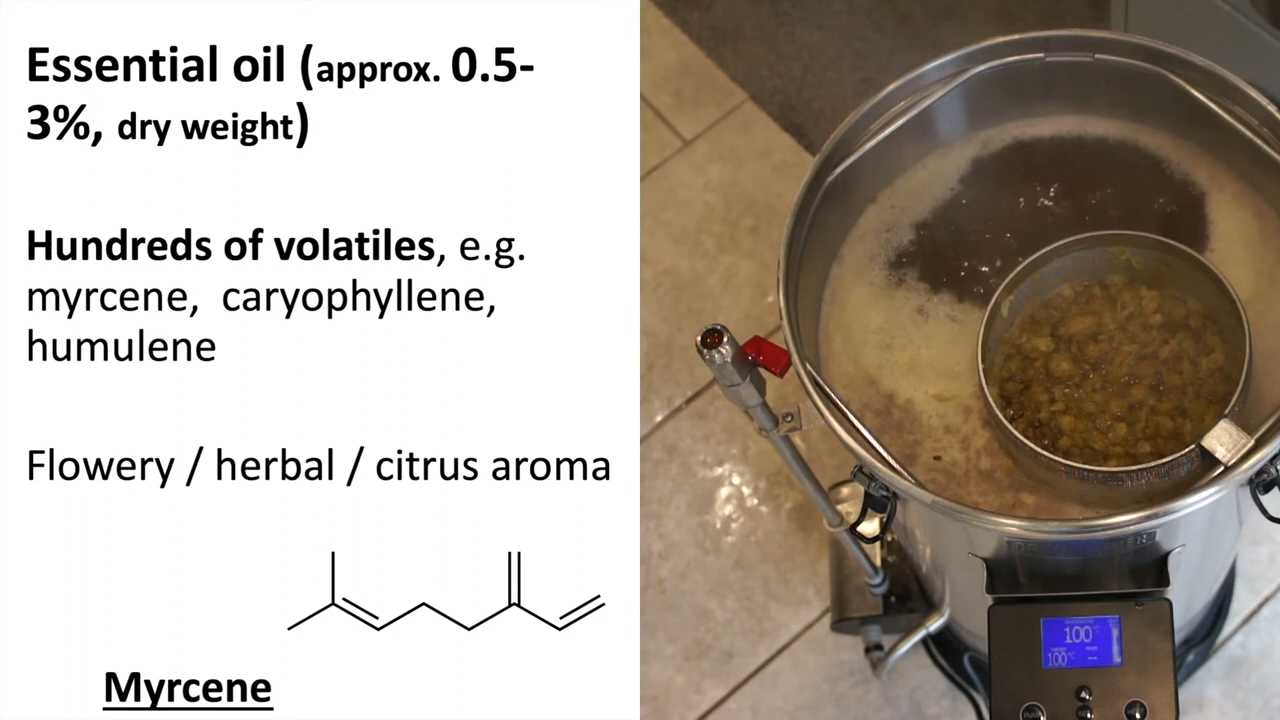 Essential oil (approx. 0.5-
3%, dry weight)
Hundreds of volatiles, e.g.
myrcene, caryophyllene,
humulene
Flowery / herbal / citrus aroma
Myrcene
100°C
100°C